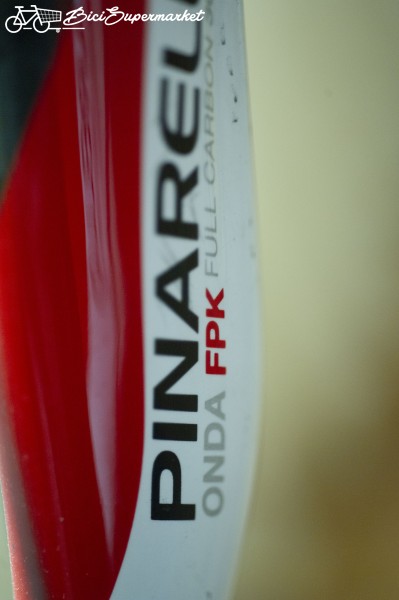 BiciSupermarket
PINAREL
ONDA FPK FULL CARBON